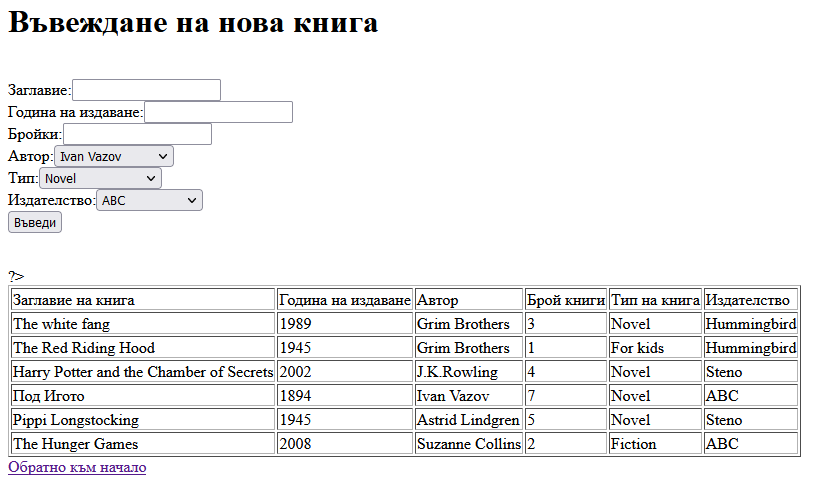 Въвеждане на нова книга
Заглавие:
Година на издаване:
Бройки:
Автор: Ivan Vazov
Тип: Novel
Издателство: ABC
Въведи
?>
Заглавие на книга Година на издаване Автор Брой книги Тип на книга Издателство
The white fang 1989 Grim Brothers 3 Novel Hummingbird
The Red Riding Hood 1945 Grim Brothers 1 For kids Hummingbird
Harry Potter and the Chamber of Secrets 2002 J.K.Rowling 4 Novel Steno
Под Игото 1894 Ivan Vazov 7 Novel ABC
Pippi Longstocking 1945 Astrid Lindgren 5 Novel Steno
The Hunger Games 2008 Suzanne Collins 2 Fiction ABC
Обратно към начало